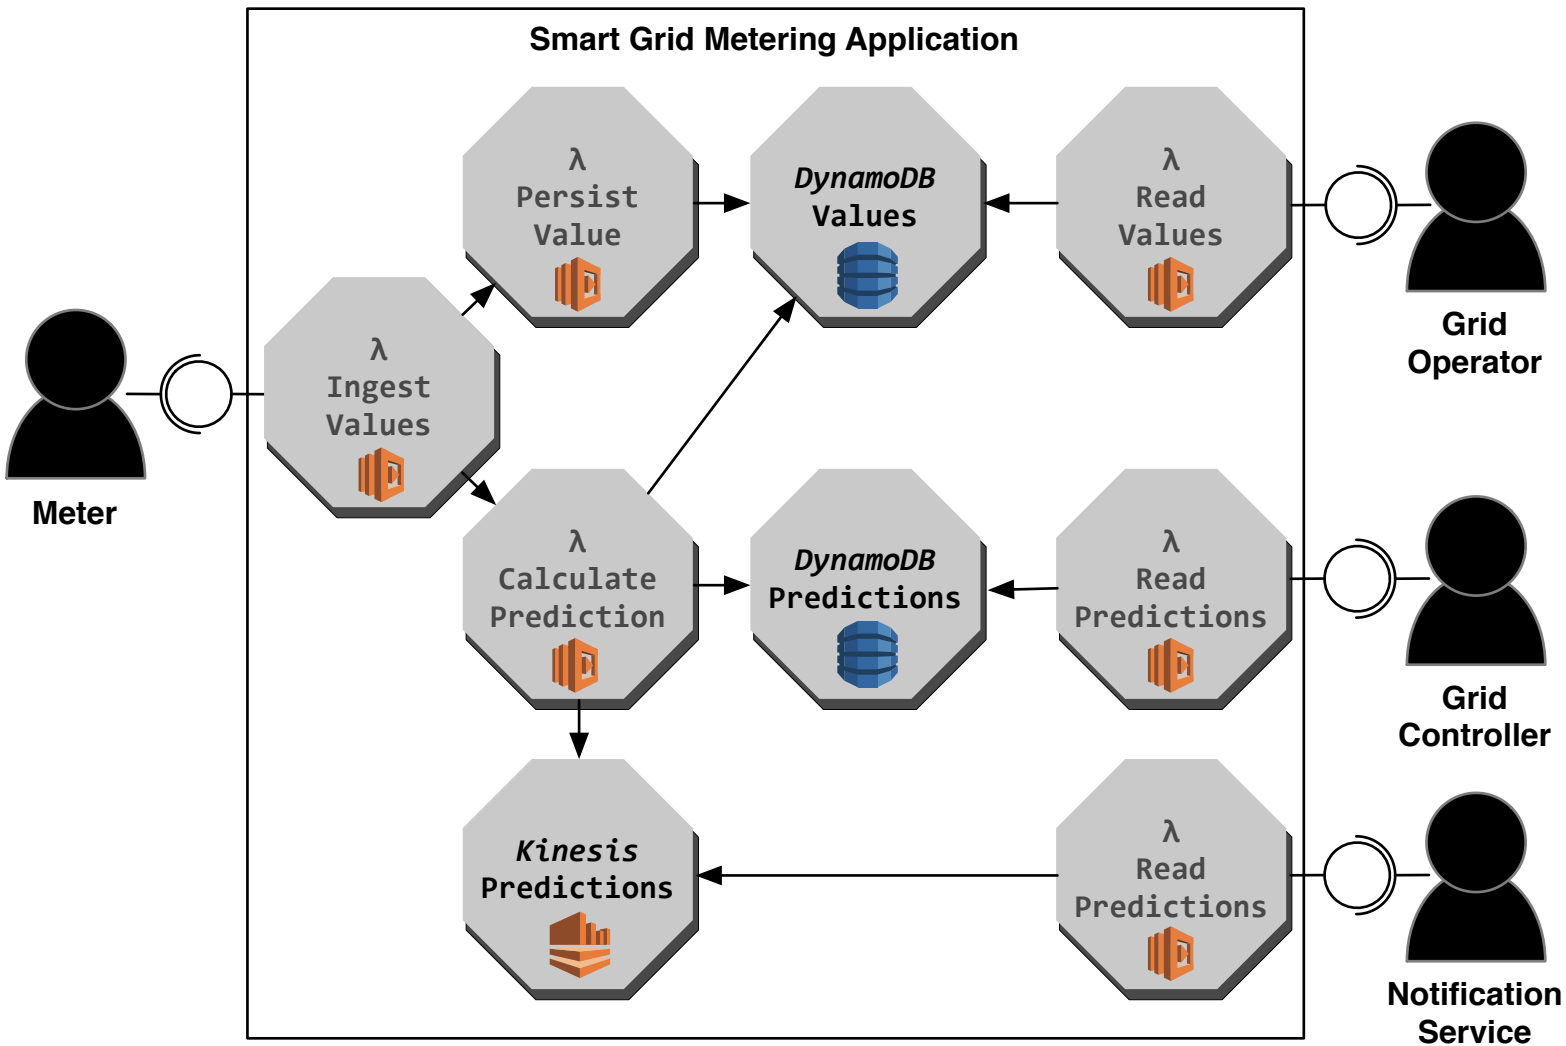 Smart Grid Metering Application
λ
Persist
Value
DynamoDB
Values
λ
Read
Values
Grid
Operator
λ
Ingest
Values
Meter
λ
Calculate
Prediction
DynamoDB
Predictions
λ
Read
Predictions
Grid
Controller
Kinesis
Predictions
λ
Read
Predictions
Notification
Service